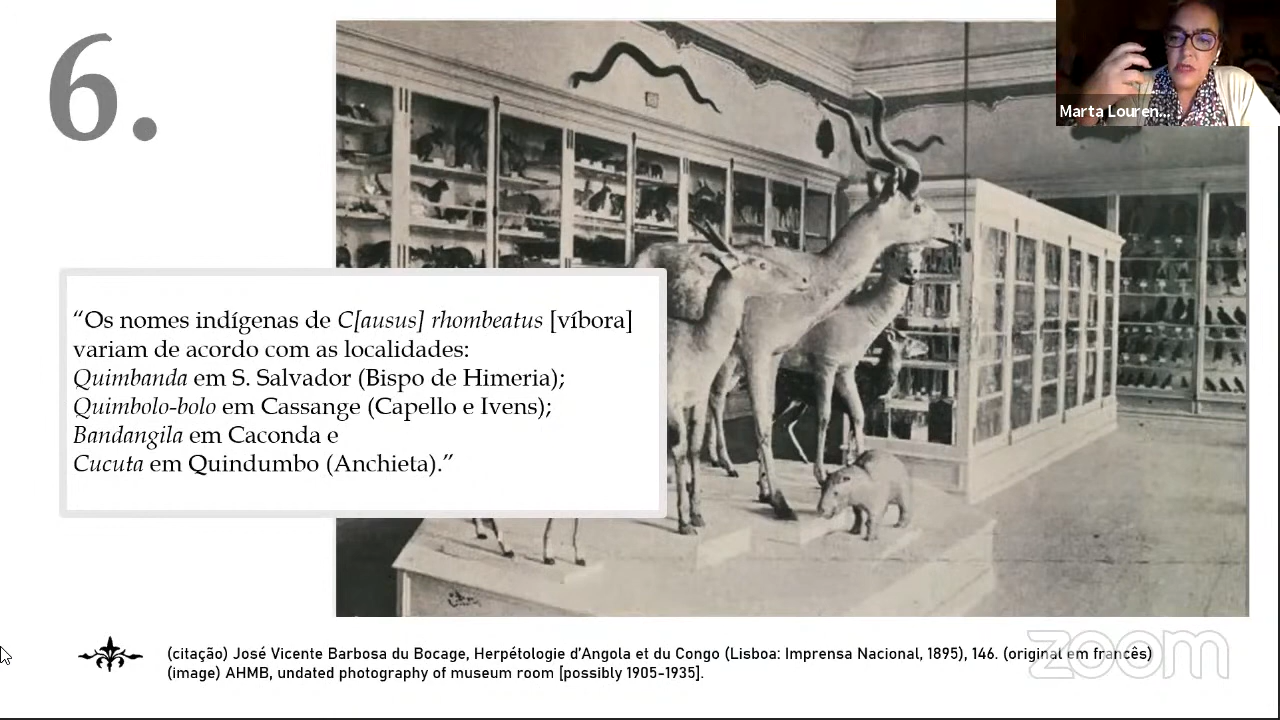 6.
Marta Louren...
“Os nomes indígenas de C[ausus] rhombeatus [víbora]
variam de acordo com as localidades:
Quimbanda em S. Salvador (Bispo de Himeria);
Quimbolo-bolo em Cassange (Capello e Ivens);
Bandangila em Caconda e
Cucuta em Quindumbo (Anchieta).”
(citação) José Vicente Barbosa du Bocage, Herpétologie d’Angola et du Congo (Lisboa: Imprensa Nacional, 1895), 146. (original em francês)
(image) AHMB, undated photography of museum room [possibly 1905-1935].
zoom